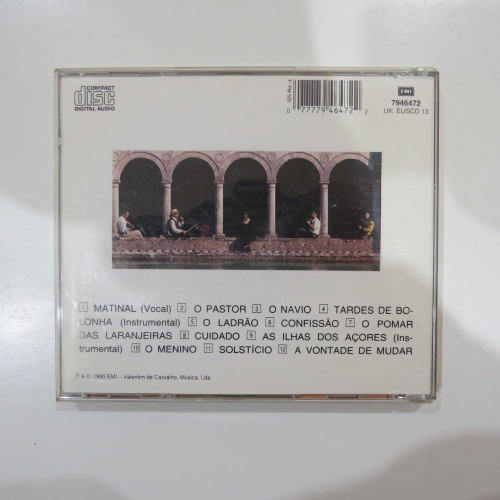 COMPACT
disc
DIGITAL AUDIO
0 77779 46472 2
EMI
7946472
UK: EUSCD 13
1 MATINAL (Vocal) 2 O PASTOR 3 O NAVIO 4 TARDES DE BO-
LONHA (Instrumental) 5 O LADRÃO 6 CONFISSÃO 7 O POMAR
DAS LARANJEIRAS 8 CUIDADO 9 AS ILHAS DOS AÇORES (Ins-
trumental) 10 O MENINO 11 SOLSTÍCIO 12 A VONTADE DE MUDAR
℗ & © 1990 EMI – Valentim de Carvalho, Música, Lda.